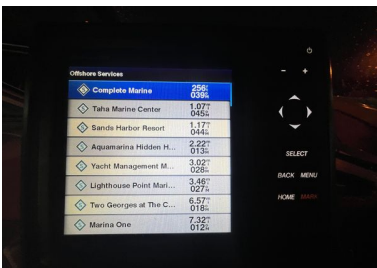 Offshore Services
Complete Marine 256
039
Taha Marine Center 1.07
045
Sands Harbor Resort 1.17
044
Aquamarina Hidden H... 2.22
013
Yacht Management M... 3.02
028
Lighthouse Point Mari... 3.46
027
Two Georges at The C... 6.57
018
Marina One 7.32
012
SELECT
BACK MENU
HOME MARK